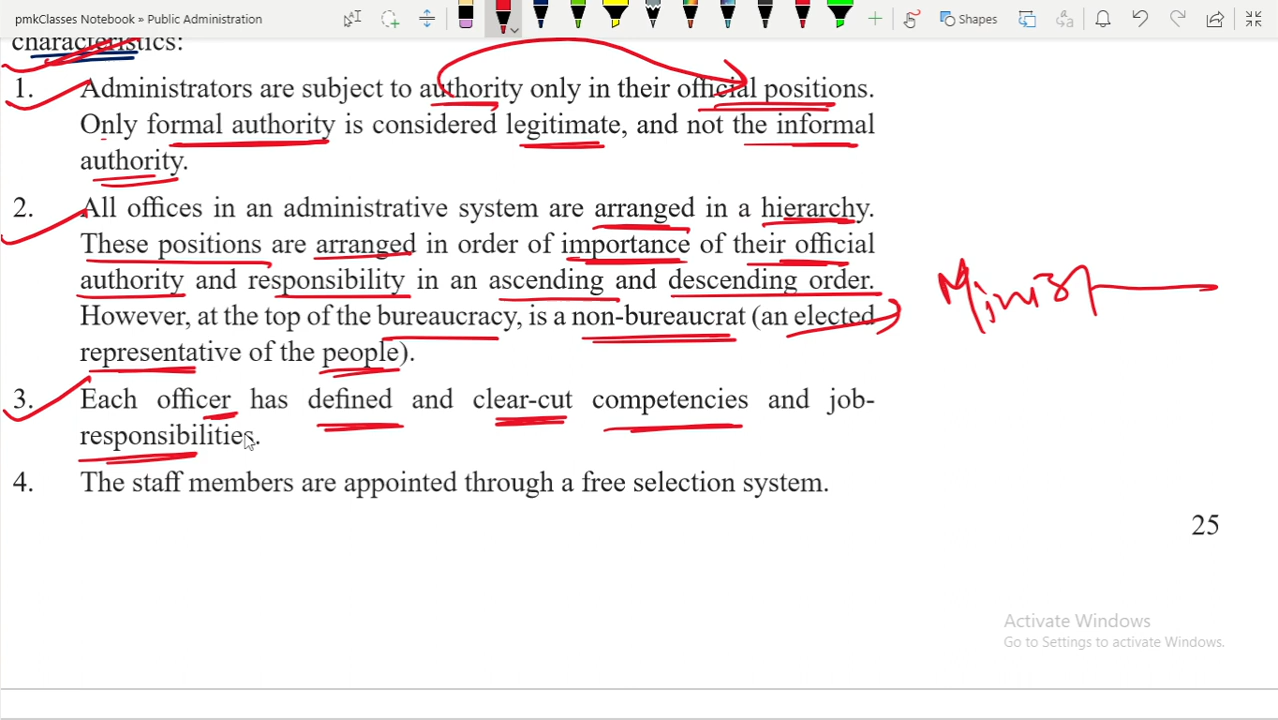 pmkClasses Notebook » Public Administration
Shapes
characteristics:
1. Administrators are subject to authority only in their official positions.
Only formal authority is considered legitimate, and not the informal
authority.
2. All offices in an administrative system are arranged in a hierarchy.
These positions are arranged in order of importance of their official
authority and responsibility in an ascending and descending order.
However, at the top of the bureaucracy, is a non-bureaucrat (an elected
representative of the people).
3. Each officer has defined and clear-cut competencies and job-
responsibilities.
4. The staff members are appointed through a free selection system.
25
Activate Windows
Go to Settings to activate Windows.